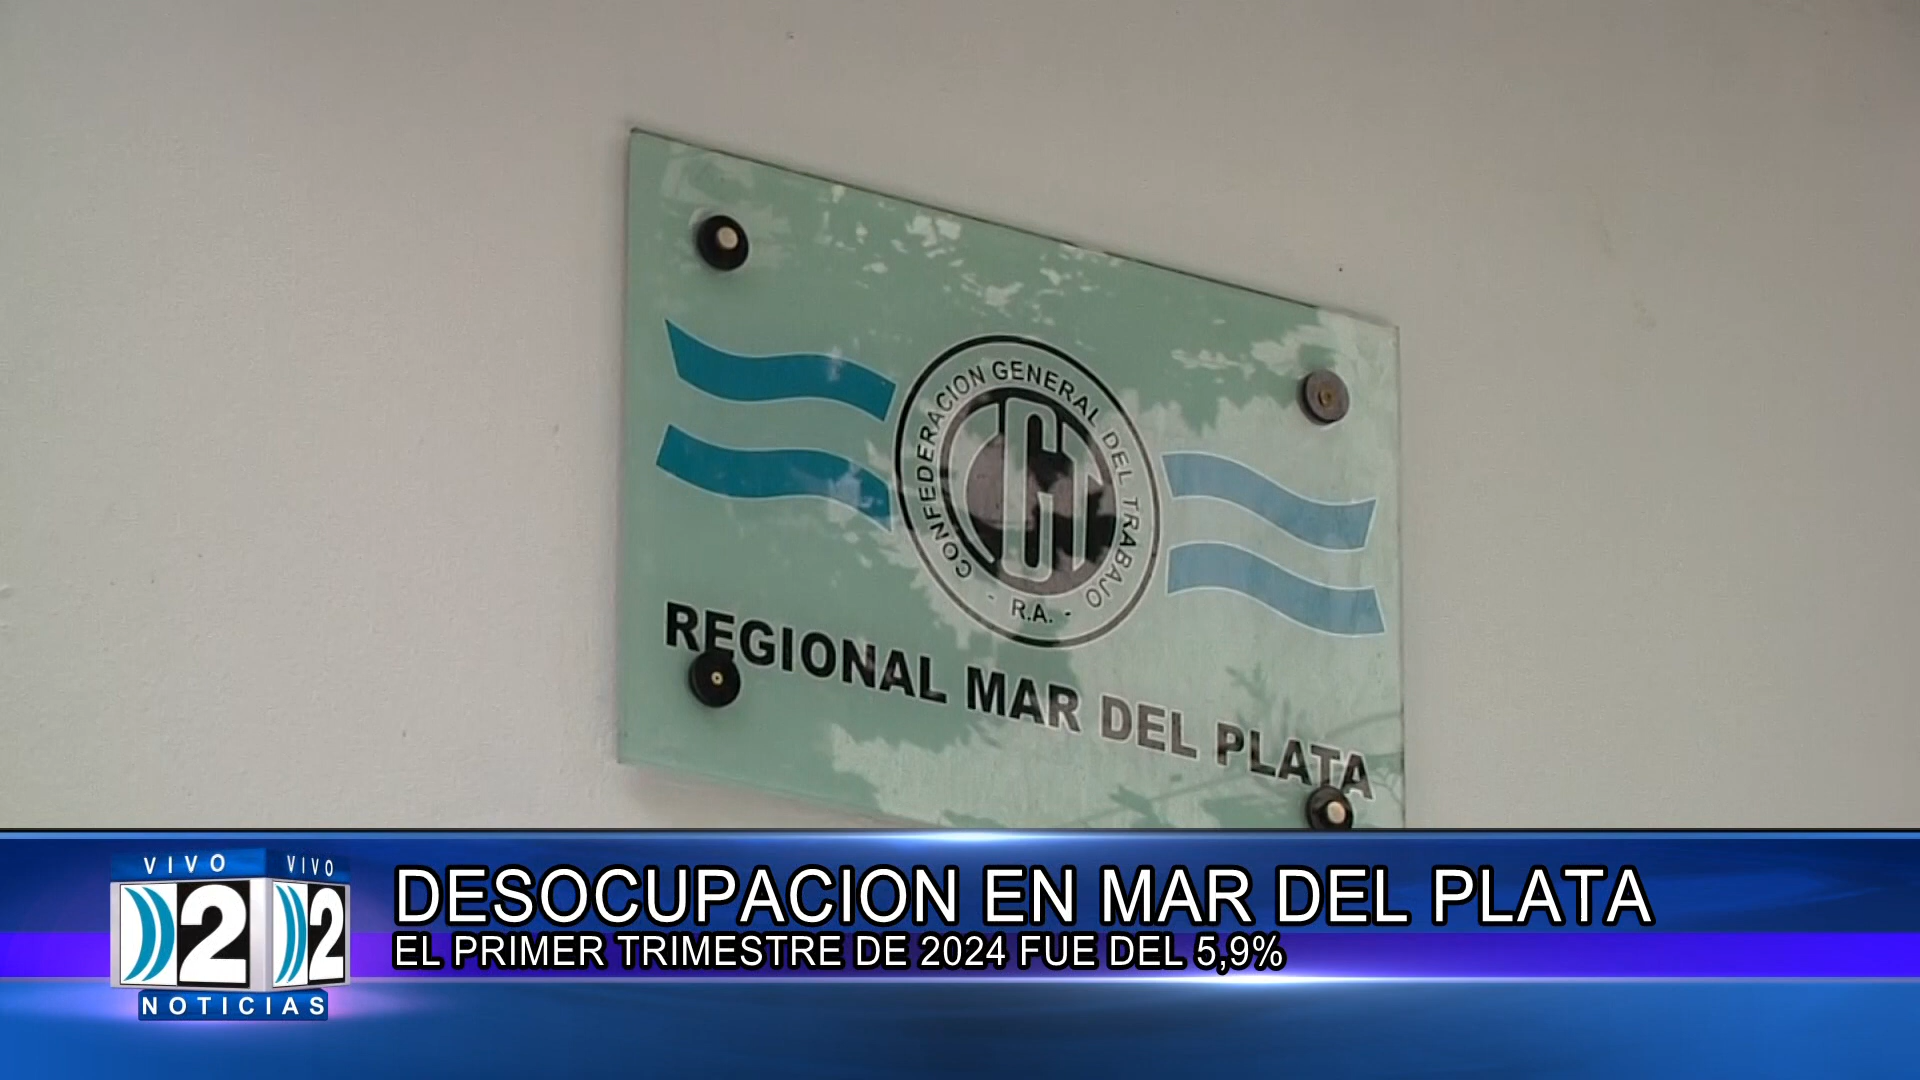 CONFEDERACION GENERAL DEL TRABAJO
CGT
- R.A. -
REGIONAL MAR DEL PLATA
VIVO VIVO
2 2
NOTICIAS
DESOCUPACION EN MAR DEL PLATA
EL PRIMER TRIMESTRE DE 2024 FUE DEL 5,9%